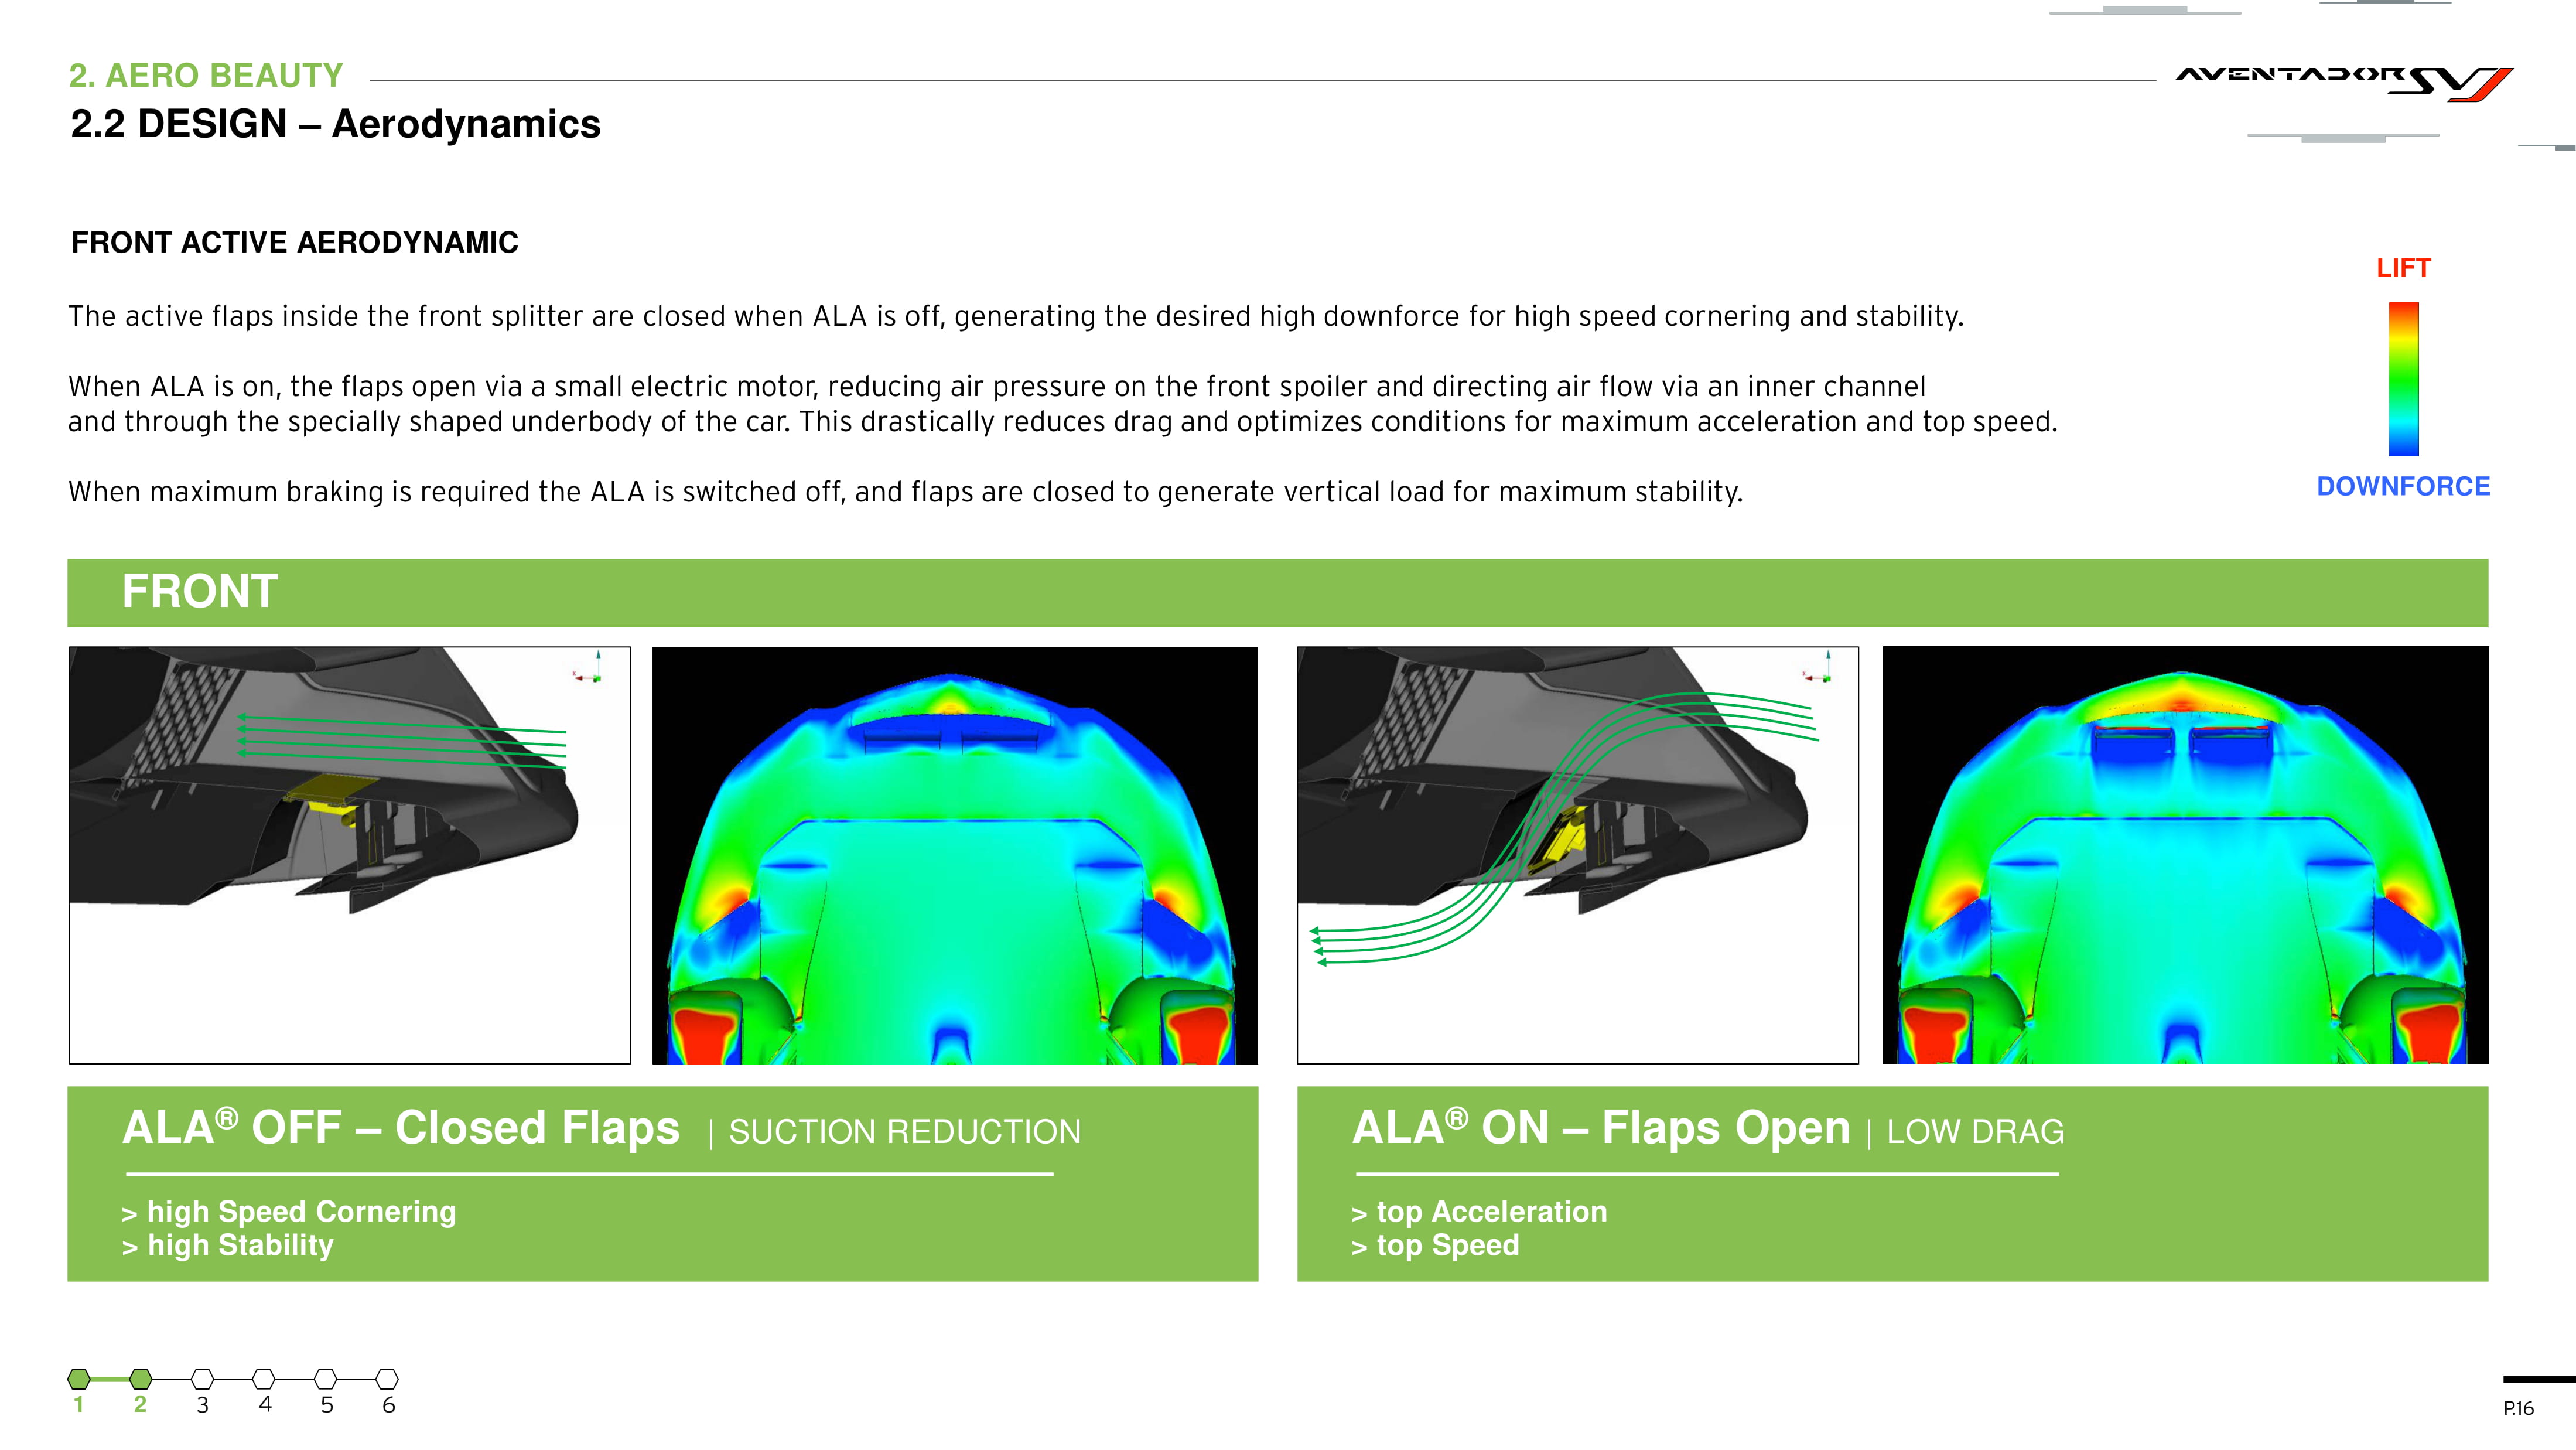 2. AERO BEAUTY
AVENTADOR SVJ
2.2 DESIGN – Aerodynamics
FRONT ACTIVE AERODYNAMIC
The active flaps inside the front splitter are closed when ALA is off, generating the desired high downforce for high speed cornering and stability.
When ALA is on, the flaps open via a small electric motor, reducing air pressure on the front spoiler and directing air flow via an inner channel
and through the specially shaped underbody of the car. This drastically reduces drag and optimizes conditions for maximum acceleration and top speed.
When maximum braking is required the ALA is switched off, and flaps are closed to generate vertical load for maximum stability.
LIFT
DOWNFORCE
FRONT
ALA® OFF – Closed Flaps | SUCTION REDUCTION
> high Speed Cornering
> high Stability
ALA® ON – Flaps Open | LOW DRAG
> top Acceleration
> top Speed
1 2 3 4 5 6
P.16